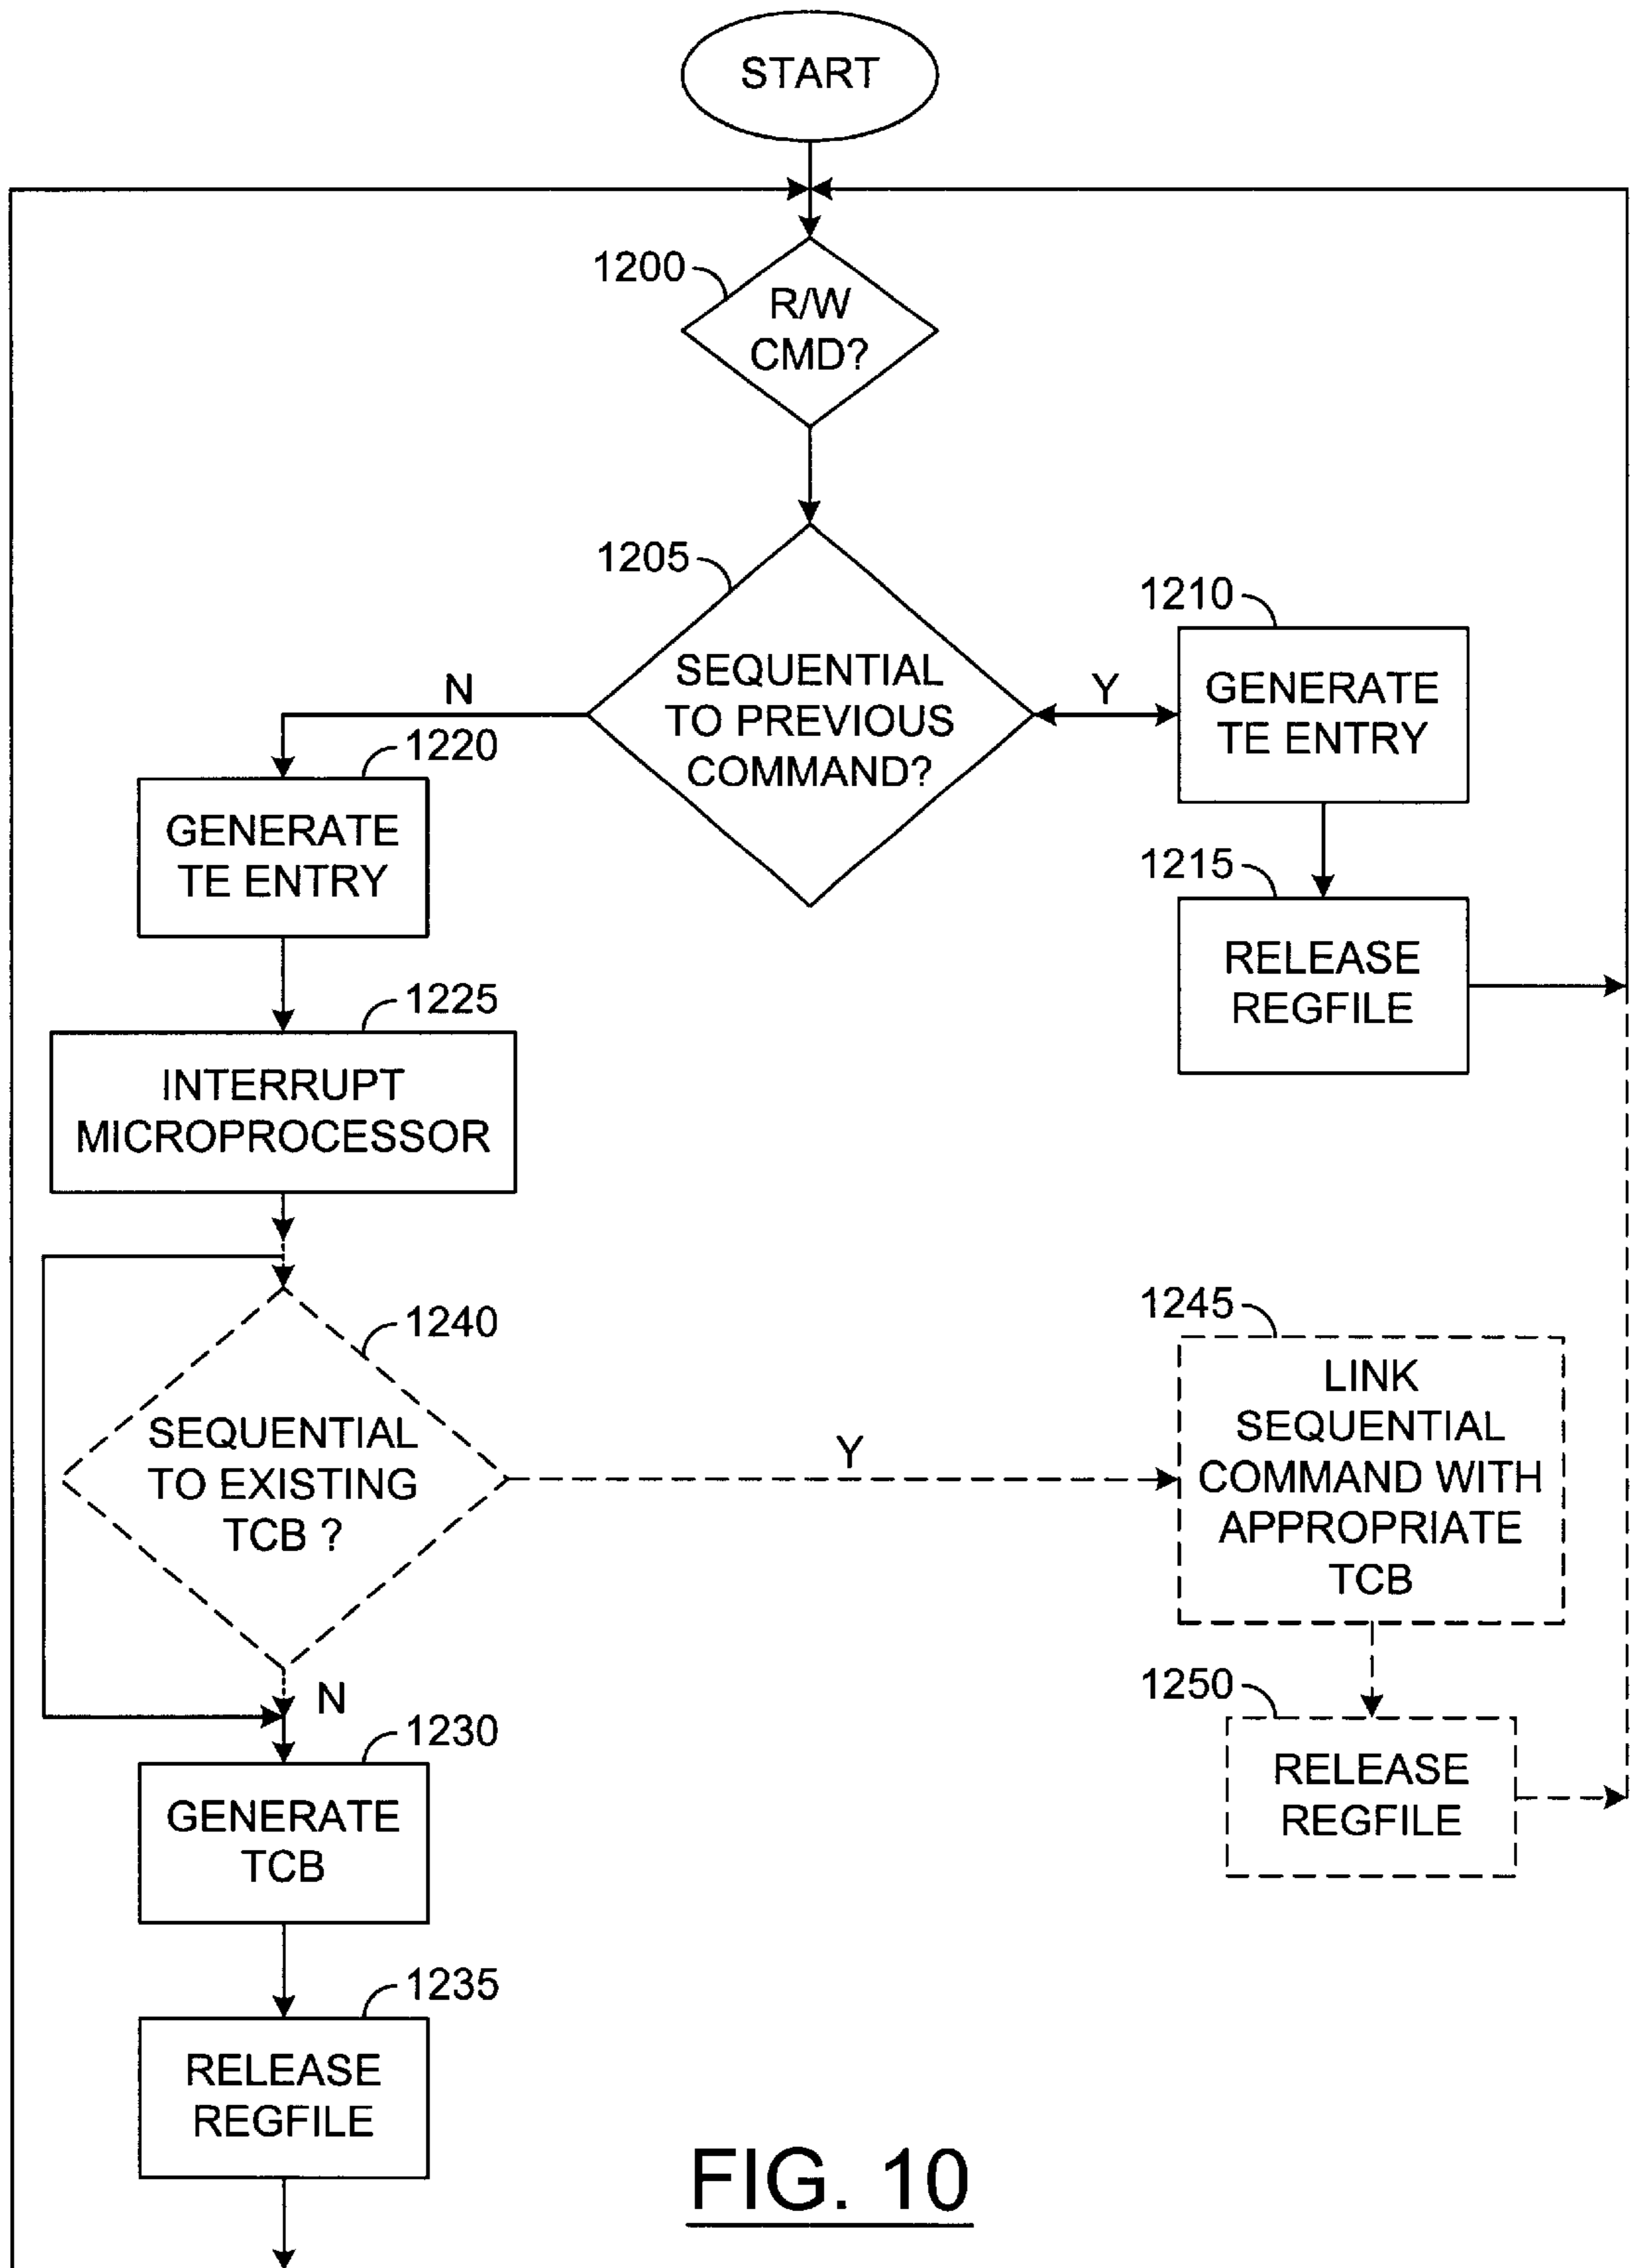 START
1200
R/W
CMD?
1205
SEQUENTIAL
TO PREVIOUS
COMMAND?
N
Y
1210
GENERATE
TE ENTRY
1215
RELEASE
REGFILE
1220
GENERATE
TE ENTRY
1225
INTERRUPT
MICROPROCESSOR
1240
SEQUENTIAL
TO EXISTING
TCB ?
Y
1245
LINK
SEQUENTIAL
COMMAND WITH
APPROPRIATE
TCB
1250
RELEASE
REGFILE
N
1230
GENERATE
TCB
1235
RELEASE
REGFILE
FIG. 10